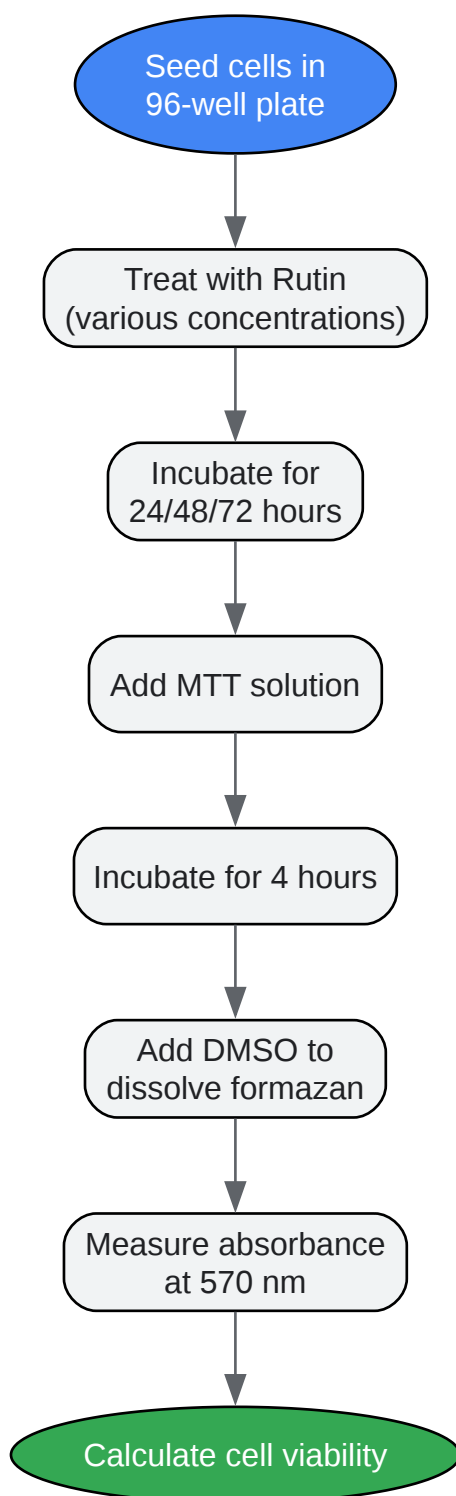 Seed cells in
96-well plate
Treat with Rutin
(various concentrations)
Incubate for
24/48/72 hours
Add MTT solution
Incubate for 4 hours
Add DMSO to
dissolve formazan
Measure absorbance
at 570 nm
Calculate cell viability